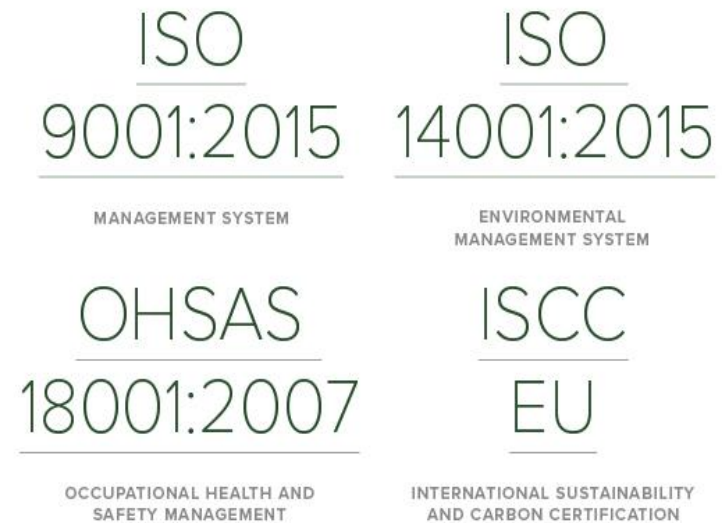 ISO
9001:2015
MANAGEMENT SYSTEM
ISO
14001:2015
ENVIRONMENTAL
MANAGEMENT SYSTEM
OHSAS
18001:2007
OCCUPATIONAL HEALTH AND
SAFETY MANAGEMENT
ISCC
EU
INTERNATIONAL SUSTAINABILITY
AND CARBON CERTIFICATION